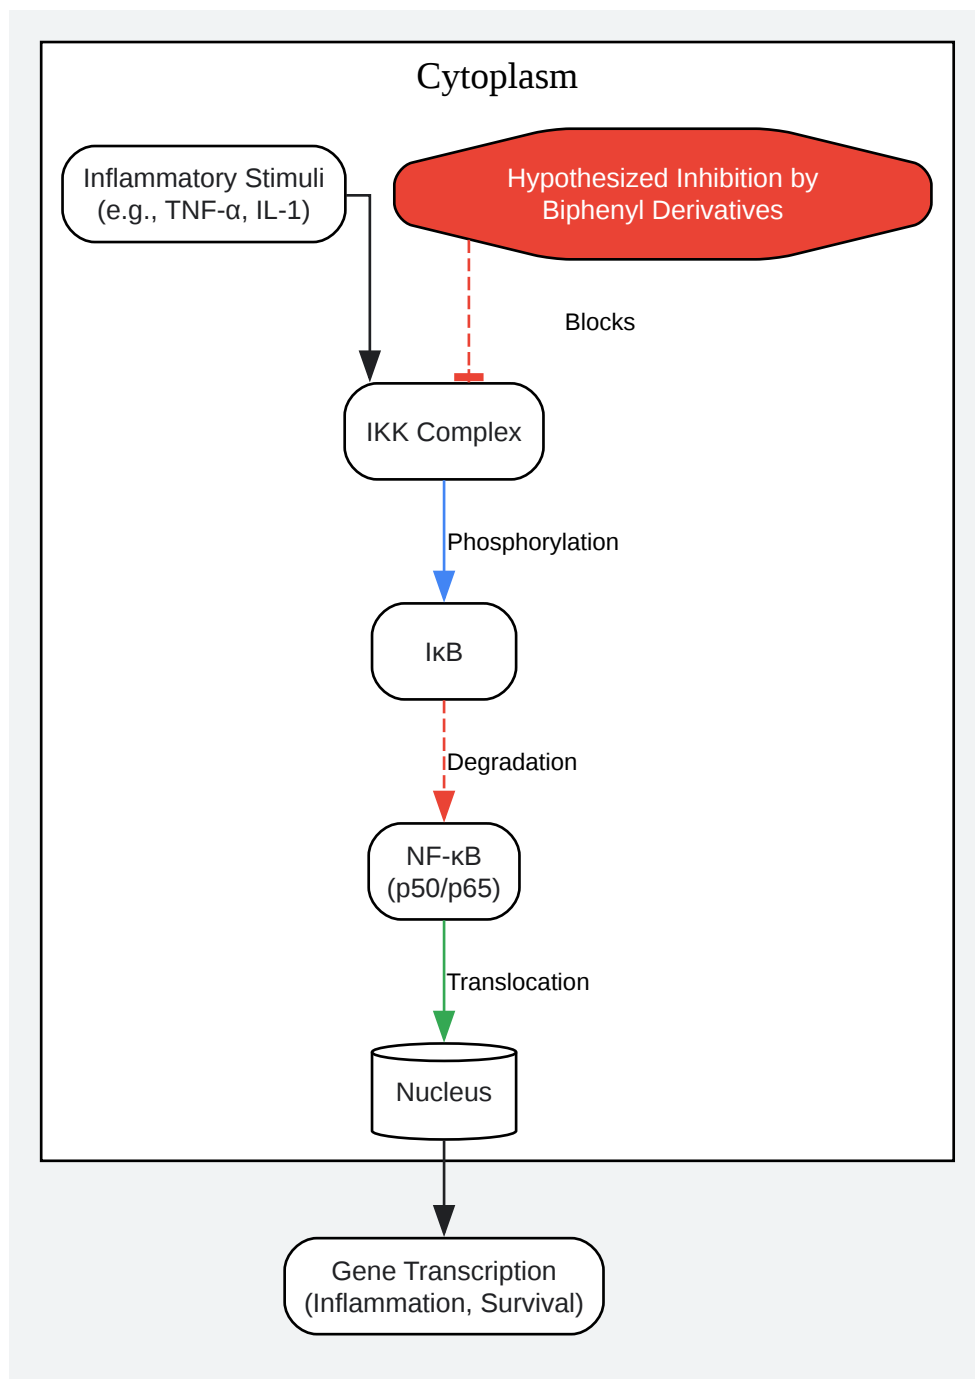 Cytoplasm
Inflammatory Stimuli
(e.g., TNF-α, IL-1)
Hypothesized Inhibition by
Biphenyl Derivatives
Blocks
IKK Complex
Phosphorylation
IκB
Degradation
NF-κB
(p50/p65)
Translocation
Nucleus
Gene Transcription
(Inflammation, Survival)